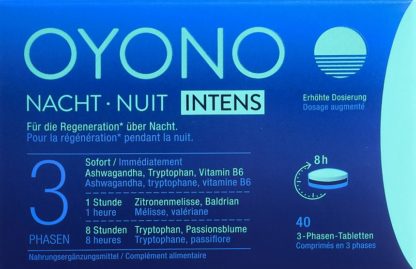 OYONO
NACHT · NUIT INTENS
Für die Regeneration* über Nacht.
Pour la régénération* pendant la nuit.
Erhöhte Dosierung
Dosage augmenté
3
PHASEN
Sofort / Immédiatement
Ashwagandha, Tryptophan, Vitamin B6
Ashwagandha, tryptophane, vitamine B6
1 Stunde Zitronenmelisse, Baldrian
1 heure Mélisse, valériane
8 Stunden Tryptophan, Passionsblume
8 heures Tryptophane, passiflore
8h
40
3-Phasen-Tabletten
Comprimés en 3 phases
Nahrungsergänzungsmittel / Complément alimentaire